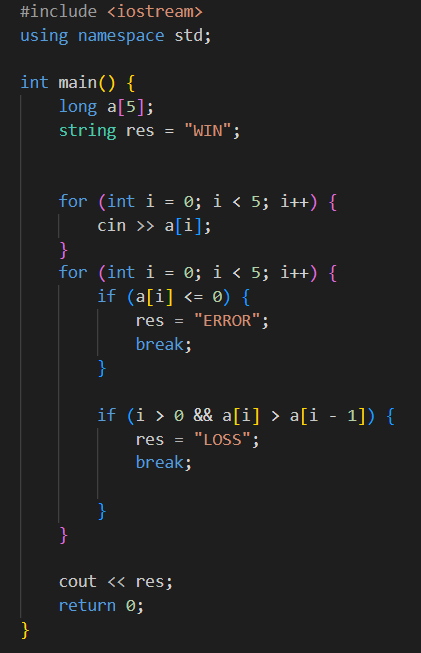 #include <iostream>
using namespace std;
int main() {
long a[5];
string res = "WIN";
for (int i = 0; i < 5; i++) {
cin >> a[i];
}
for (int i = 0; i < 5; i++) {
if (a[i] <= 0) {
res = "ERROR";
break;
}
if (i > 0 && a[i] > a[i - 1]) {
res = "LOSS";
break;
}
}
cout << res;
return 0;
}